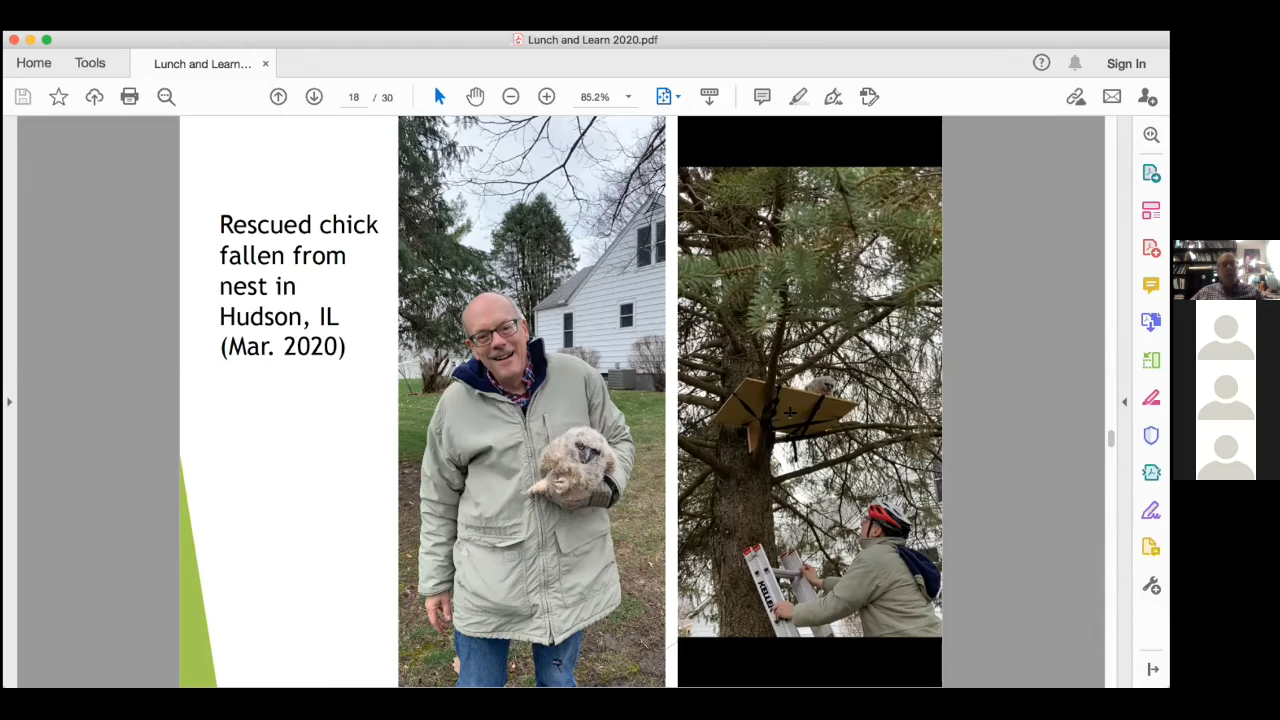 Lunch and Learn 2020.pdf
Home
Tools
Lunch and Learn...
×
Sign In
18 / 30
85.2%
Rescued chick
fallen from
nest in
Hudson, IL
(Mar. 2020)